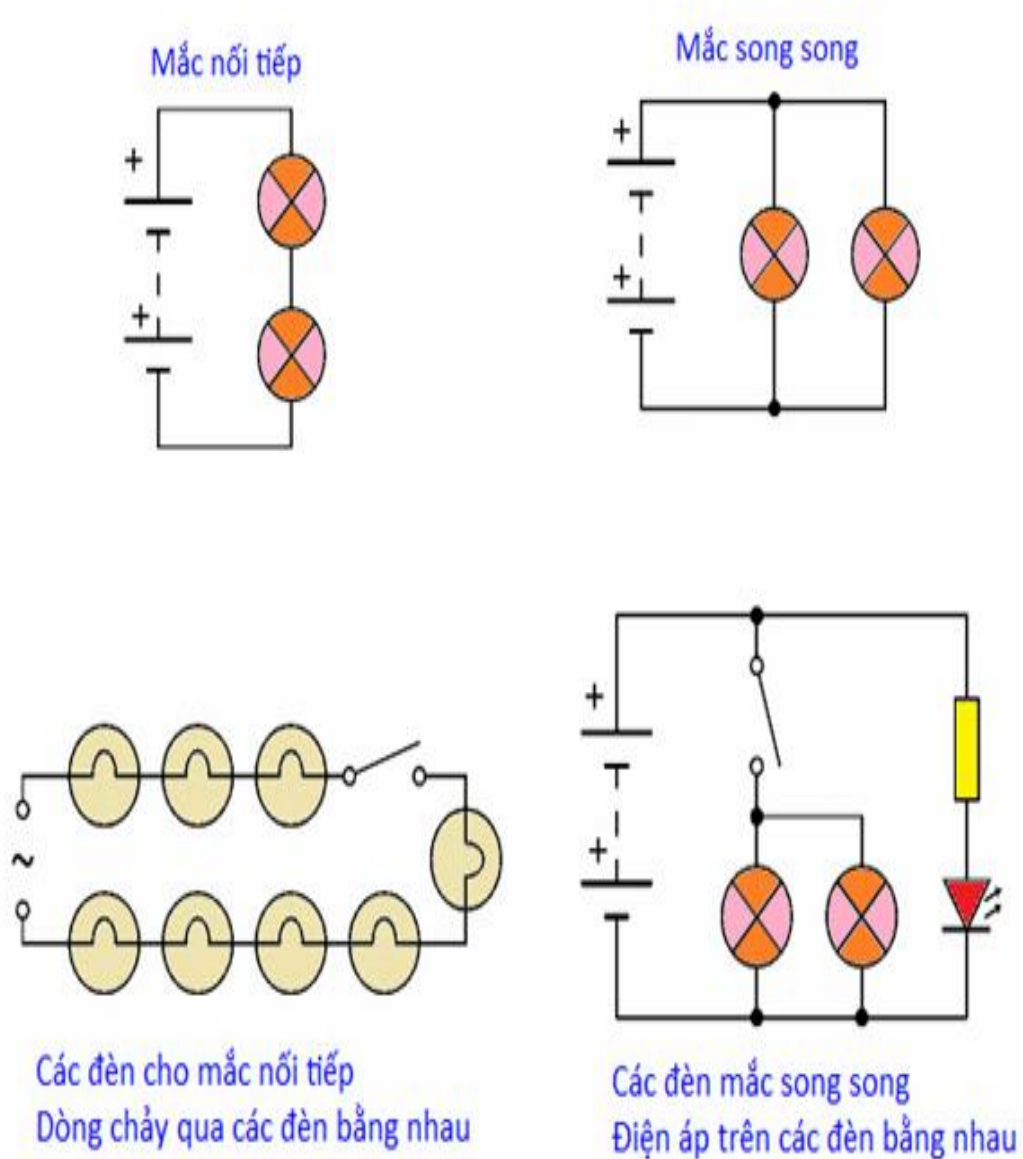 Mắc nối tiếp
Mắc song song
+
+
+
+
~
+
+
Các đèn cho mắc nối tiếp
Dòng chảy qua các đèn bằng nhau
Các đèn mắc song song
Điện áp trên các đèn bằng nhau